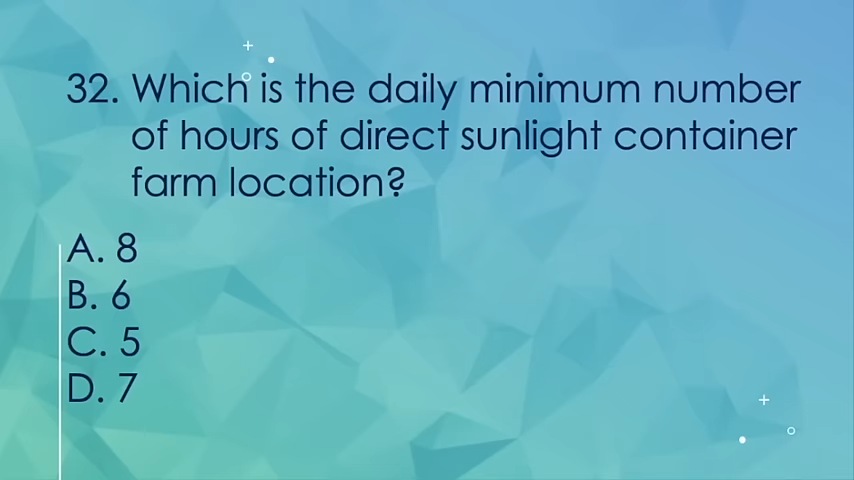 32. Which is the daily minimum number
of hours of direct sunlight container
farm location?
A. 8
B. 6
C. 5
D. 7